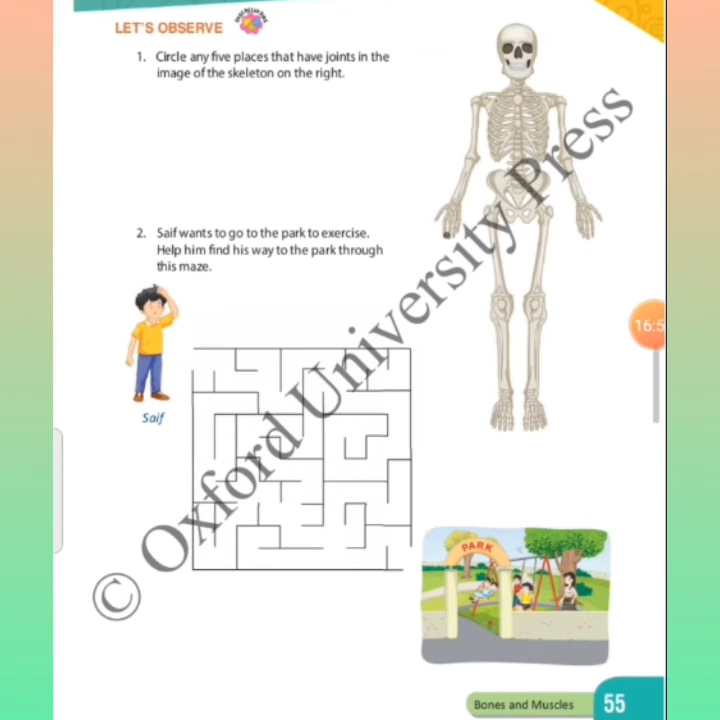 LET'S OBSERVE
1. Circle any five places that have joints in the
image of the skeleton on the right.
2. Saif wants to go to the park to exercise.
Help him find his way to the park through
this maze.
Saif
16:5
PARK
© Oxford University Press
Bones and Muscles
55